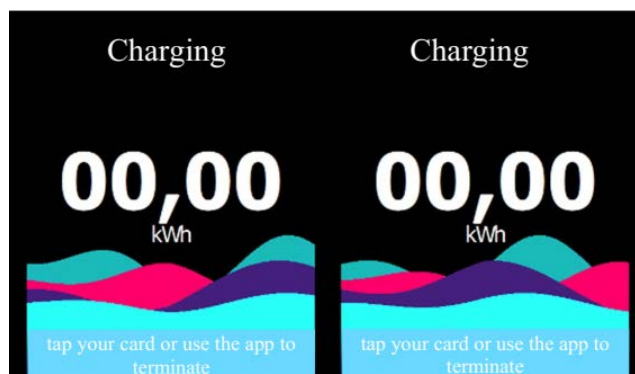 Charging
00,00
kWh
tap your card or use the app to
terminate
Charging
00,00
kWh
tap your card or use the app to
terminate